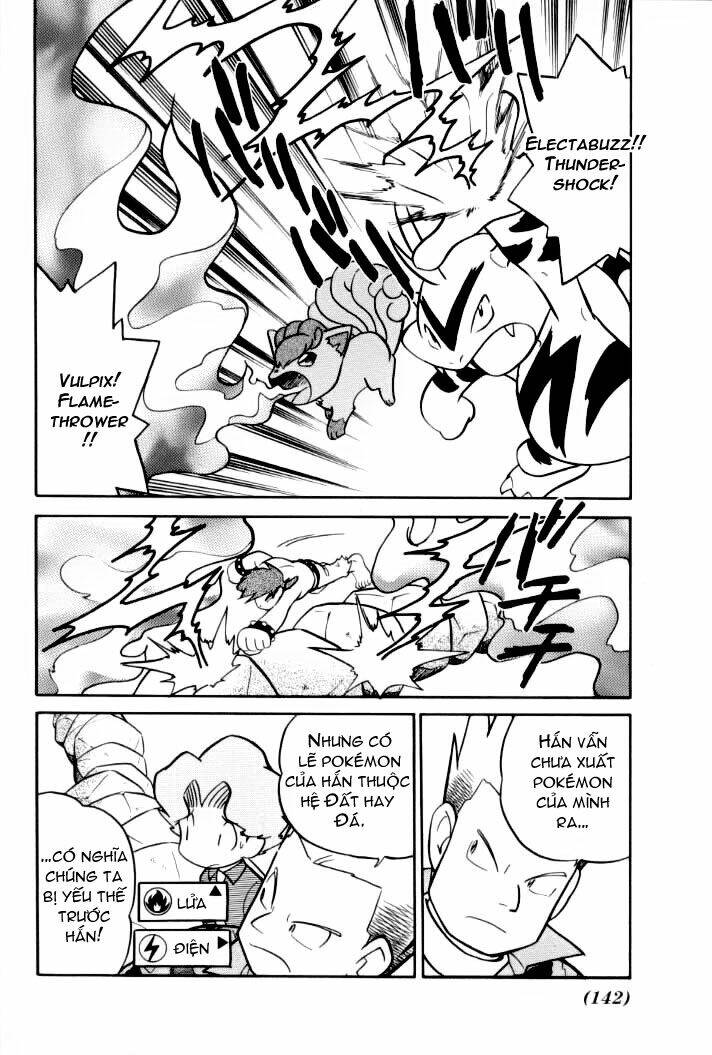 ELECTABUZZ!!
THUNDER-
SHOCK!
VULPIX!
FLAME-
THROWER
!!
HẮN VẪN
CHƯA XUẤT
POKÉMON
CỦA MÌNH
RA...
NHƯNG CÓ
LẼ POKÉMON
CỦA HẮN THUỘC
HỆ ĐẤT HAY
ĐÁ.
...CÓ NGHĨA
CHÚNG TA
BỊ YẾU THẾ
TRƯỚC
HẮN!
LỬA
ĐIỆN
(142)